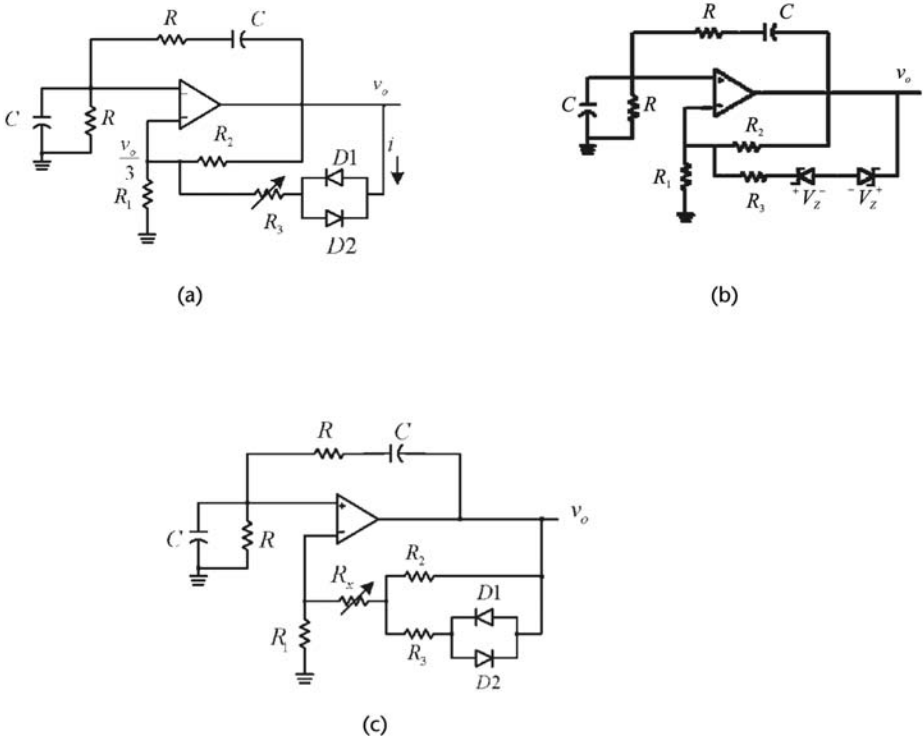 R C
C R
v_o
v_o/3
R_2
i
D1
R_1
R_3
D2
(a)
R C
v_o
C R
R_2
R_1
R_3
+V_Z- -V_Z+
(b)
R C
v_o
C R
R_x R_2
D1
R_1
R_3
D2
(c)